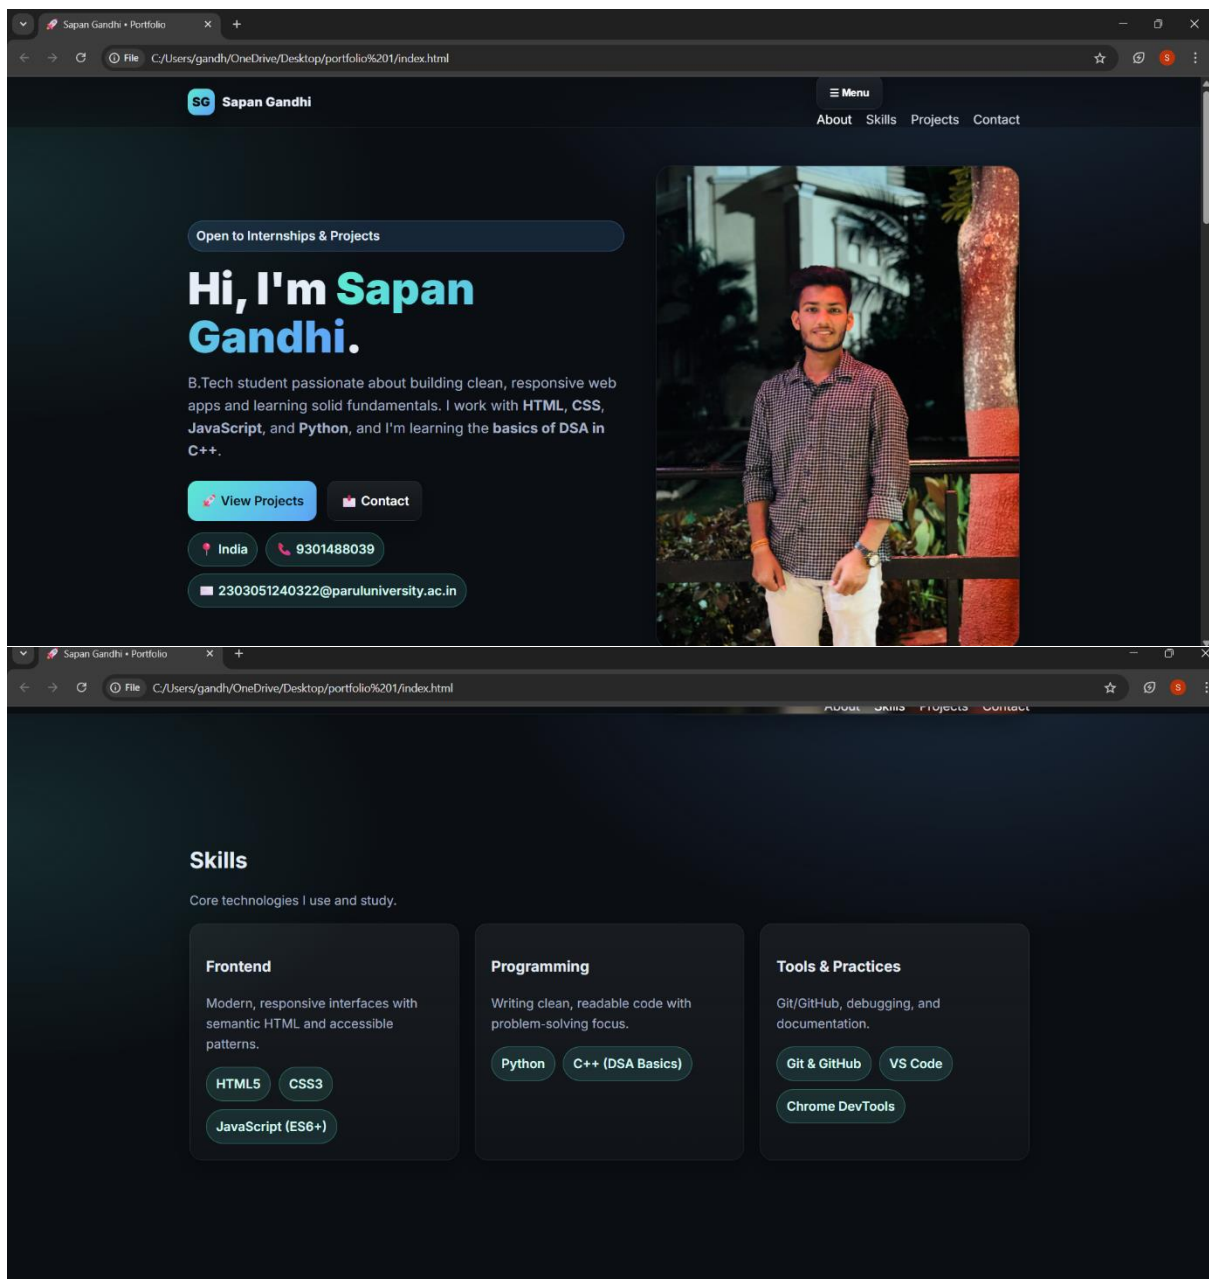 Sapan Gandhi • Portfolio
File C:/Users/gandh/OneDrive/Desktop/portfolio%201/index.html
S
SG Sapan Gandhi
☰ Menu
About Skills Projects Contact
Open to Internships & Projects
Hi, I'm Sapan
Gandhi.
B.Tech student passionate about building clean, responsive web
apps and learning solid fundamentals. I work with HTML, CSS,
JavaScript, and Python, and I'm learning the basics of DSA in
C++.
🚀 View Projects
📩 Contact
📍 India
📞 9301488039
✉️ 2303051240322@paruluniversity.ac.in
Sapan Gandhi • Portfolio
File C:/Users/gandh/OneDrive/Desktop/portfolio%201/index.html
S
About Skills Projects Contact
Skills
Core technologies I use and study.
Frontend
Modern, responsive interfaces with
semantic HTML and accessible
patterns.
HTML5 CSS3
JavaScript (ES6+)
Programming
Writing clean, readable code with
problem-solving focus.
Python C++ (DSA Basics)
Tools & Practices
Git/GitHub, debugging, and
documentation.
Git & GitHub VS Code
Chrome DevTools